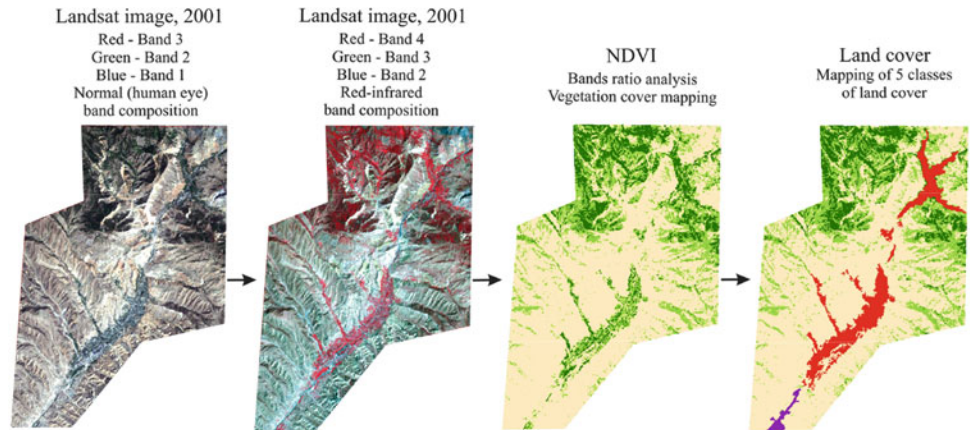 Landsat image, 2001
Red - Band 3
Green - Band 2
Blue - Band 1
Normal (human eye)
band composition
Landsat image, 2001
Red - Band 4
Green - Band 3
Blue - Band 2
Red-infrared
band composition
NDVI
Bands ratio analysis
Vegetation cover mapping
Land cover
Mapping of 5 classes
of land cover